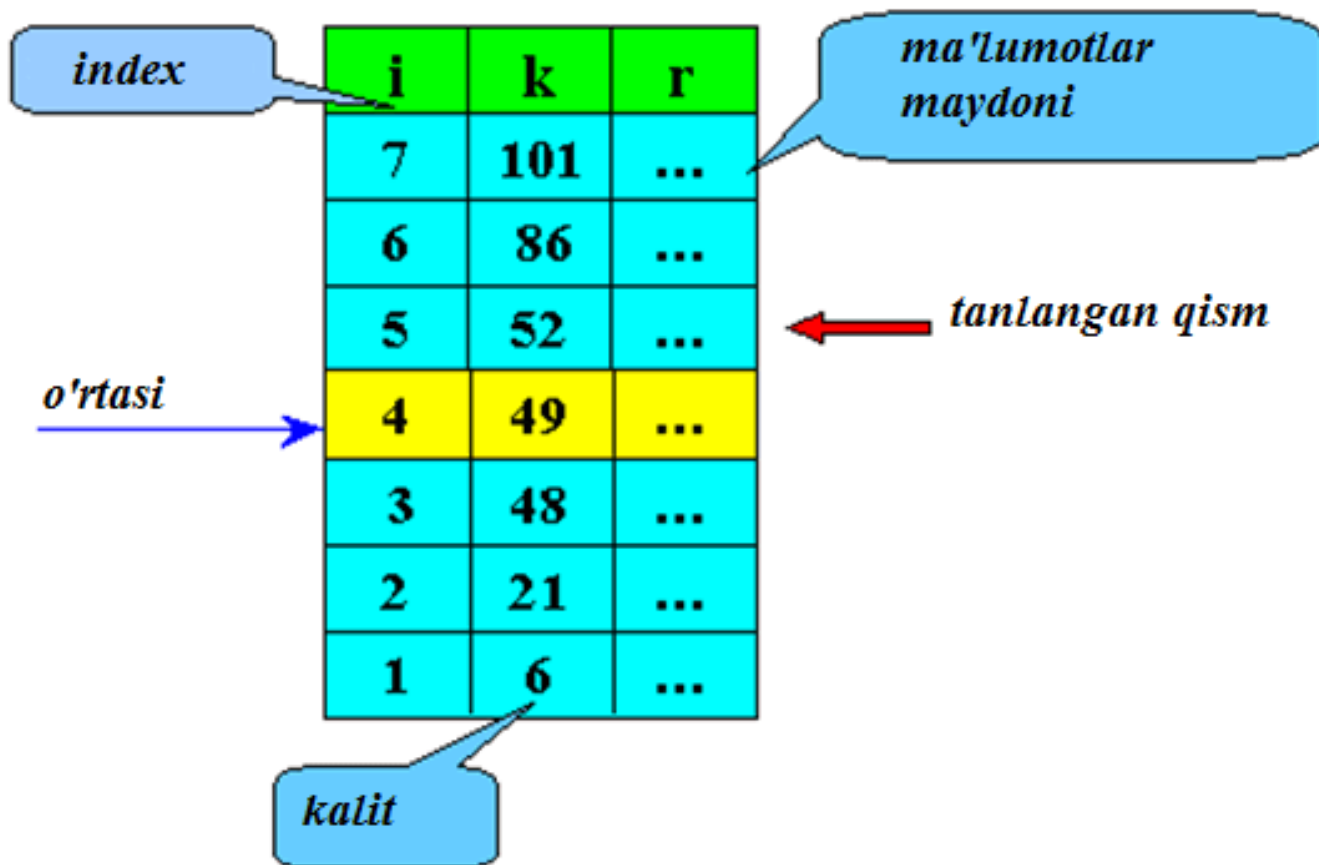 index
i k r
ma'lumotlar
maydoni
7 101 ...
6 86 ...
5 52 ...
tanlangan qism
o'rtasi
4 49 ...
3 48 ...
2 21 ...
1 6 ...
kalit